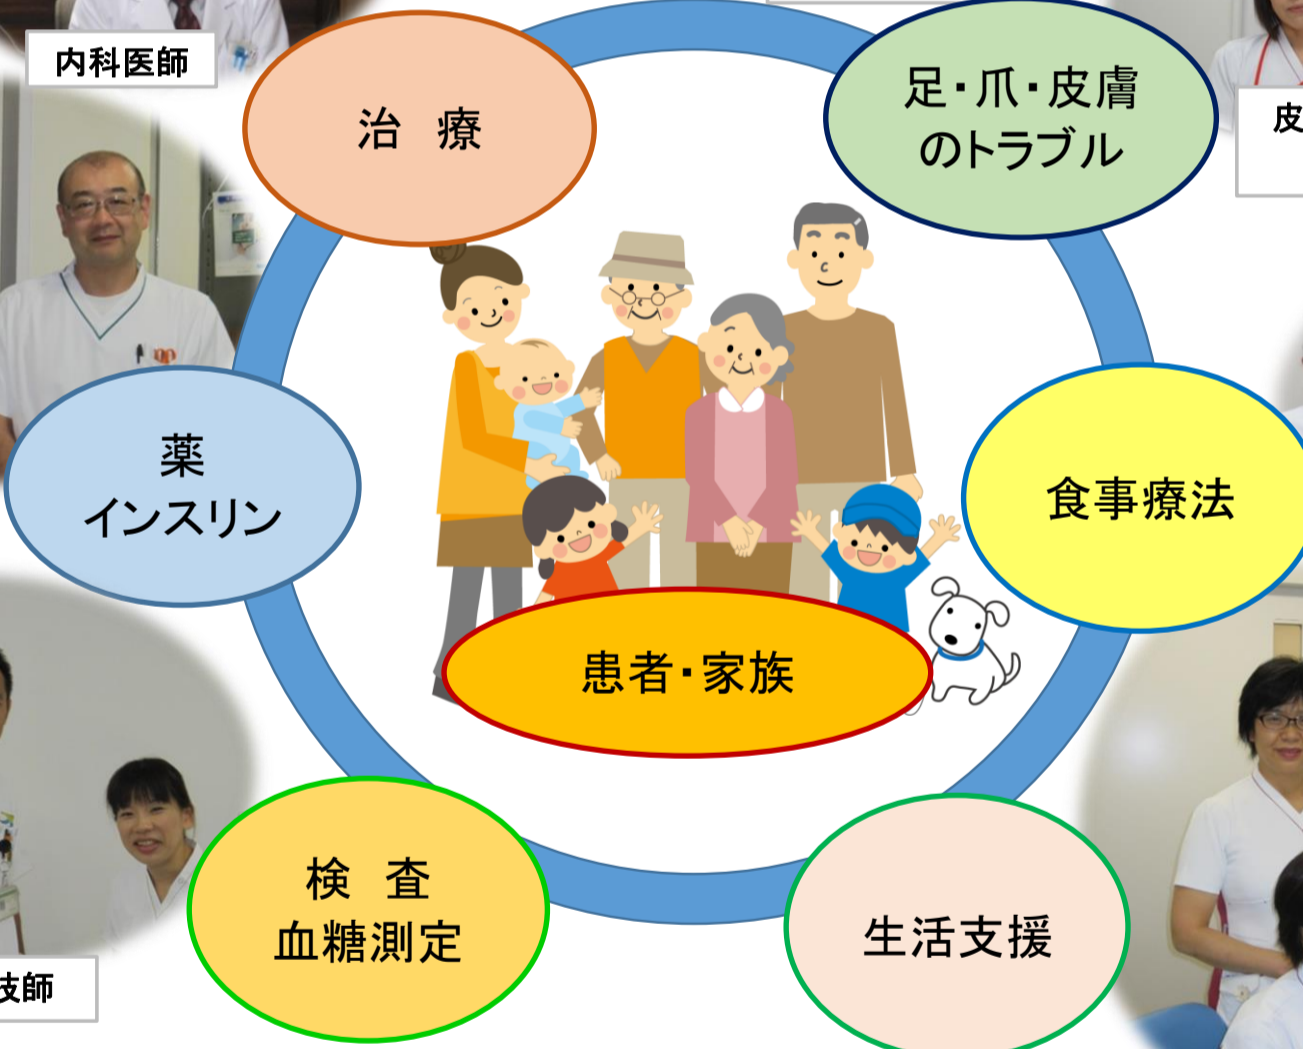 内科医師
治　療
足・爪・皮膚
のトラブル
皮
薬
インスリン
食事療法
患者・家族
検　査
血糖測定
生活支援
技師